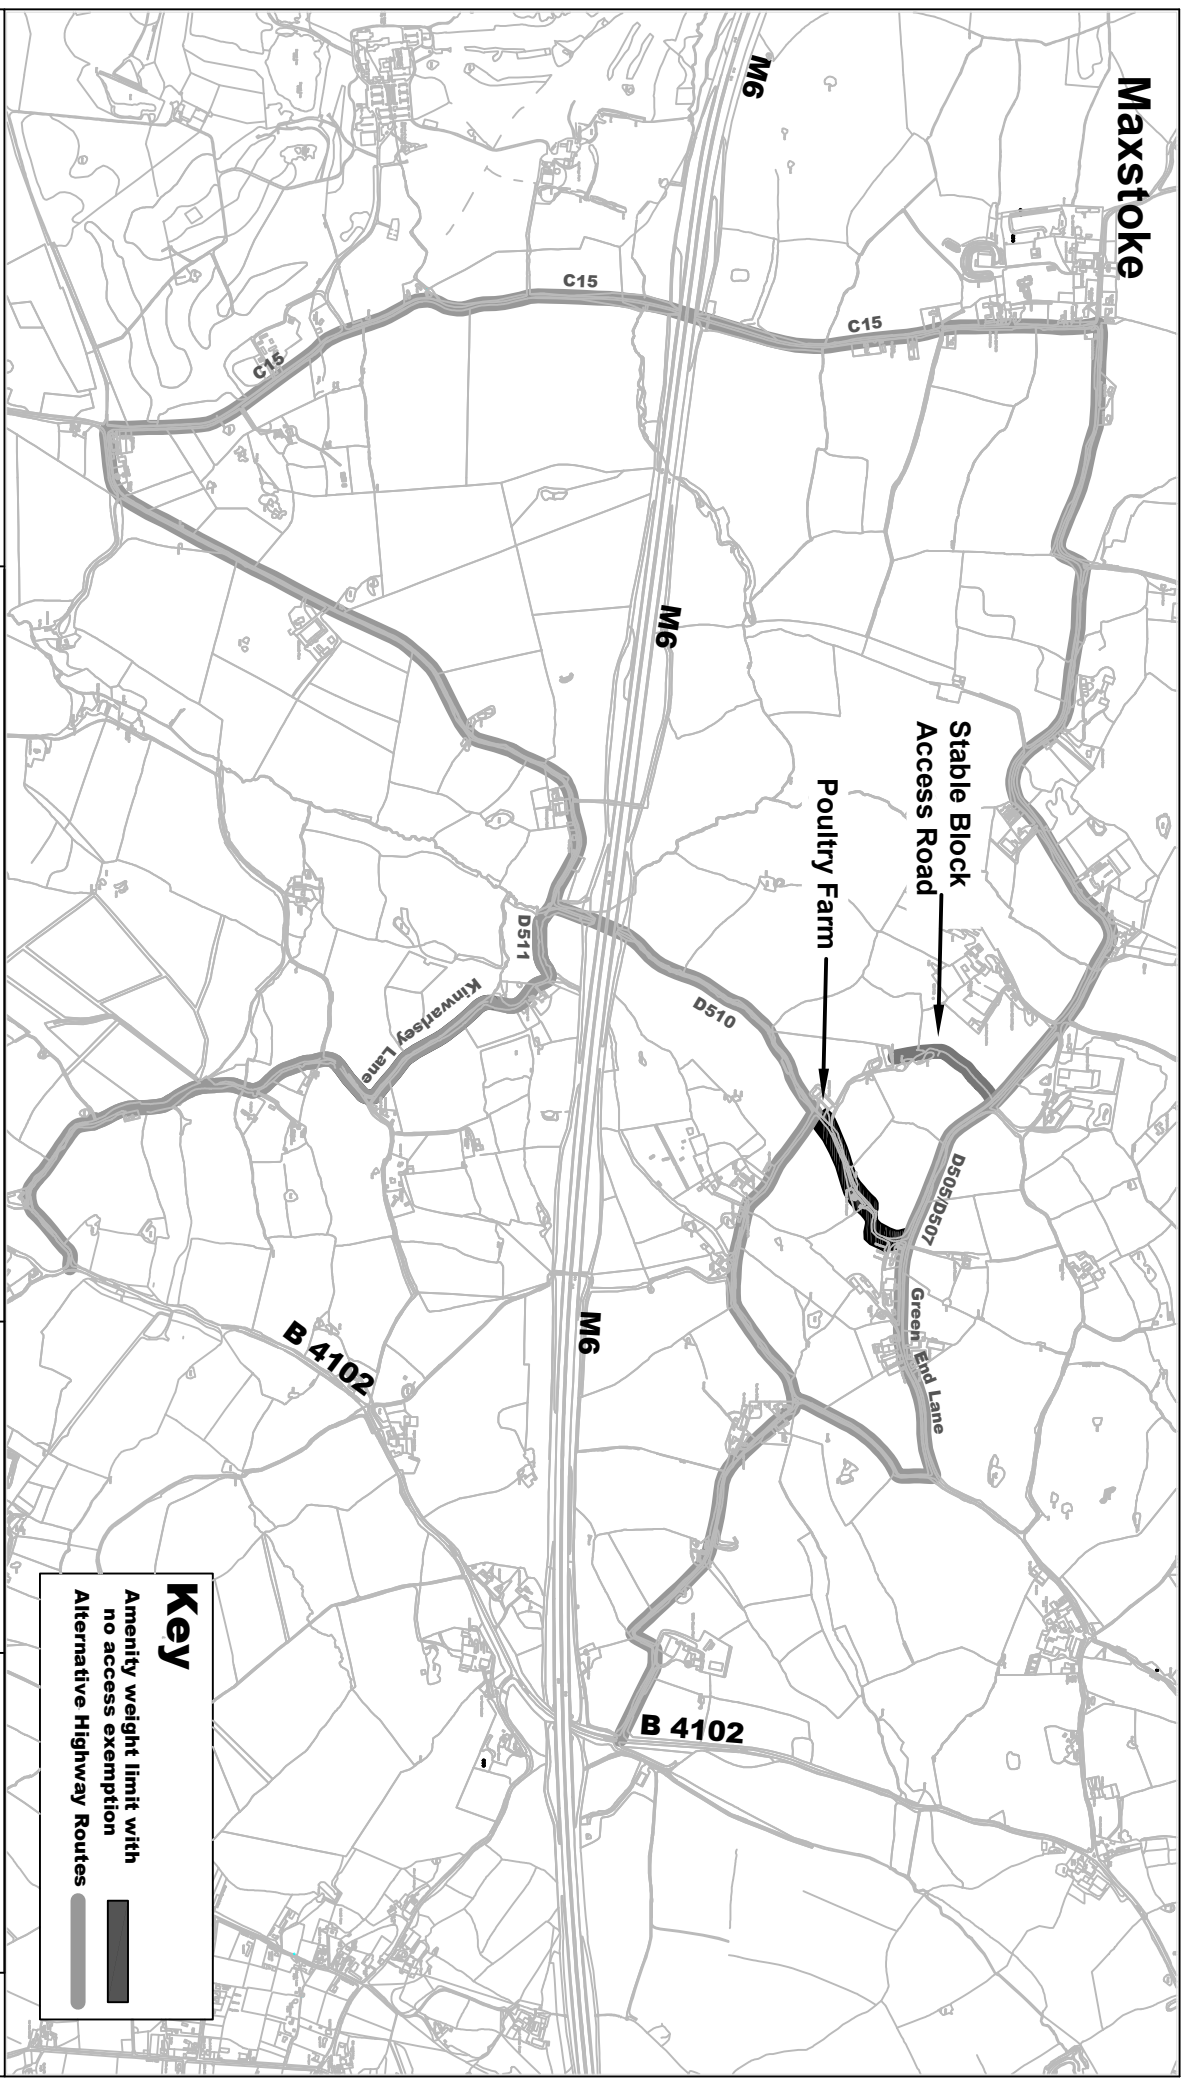 Maxstoke
M6
C15
C15
C15
M6
Stable Block
Access Road
Poultry Farm
D511
D510
Kinwarlsey Lane
D505/D507
Green End Lane
M6
B 4102
B 4102
Key
Amenity weight limit with
no access exemption
Alternative Highway Routes